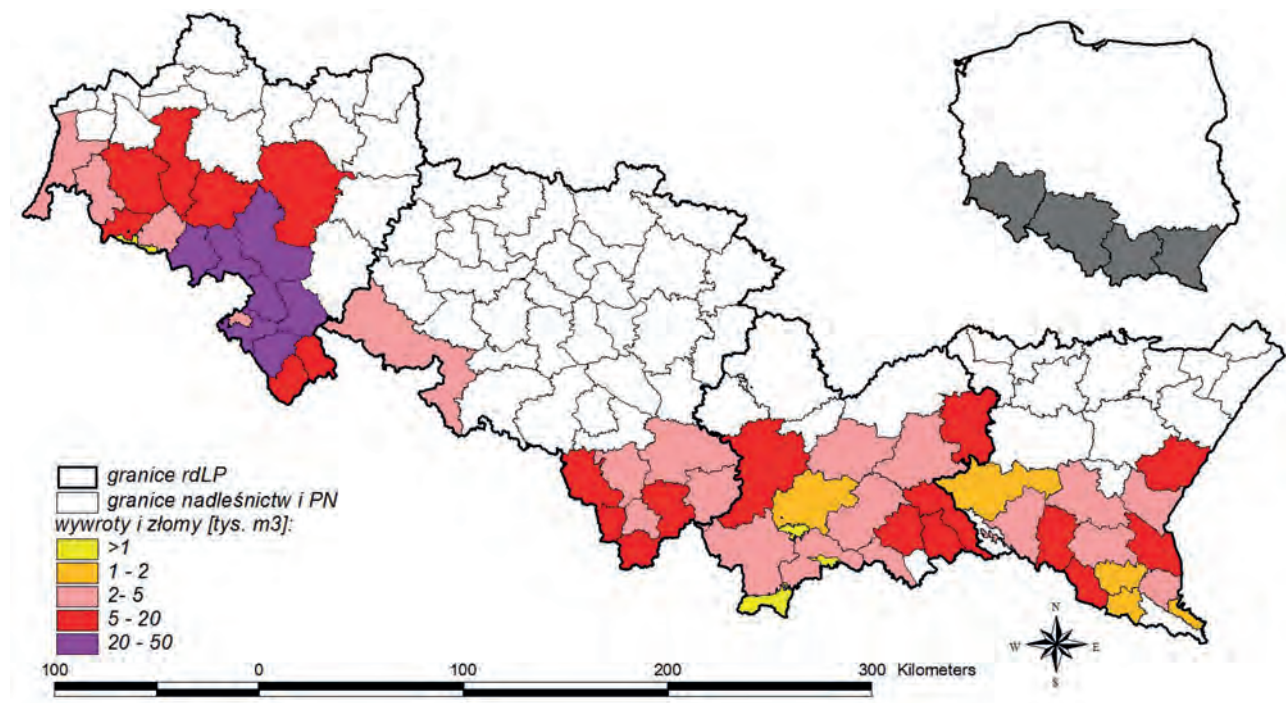 granice rdLP
granice nadleśnictw i PN
wywroty i złomy [tys. m3]:
>1
1 - 2
2- 5
5 - 20
20 - 50
N
W E
S
100 0 100 200 300 Kilometers